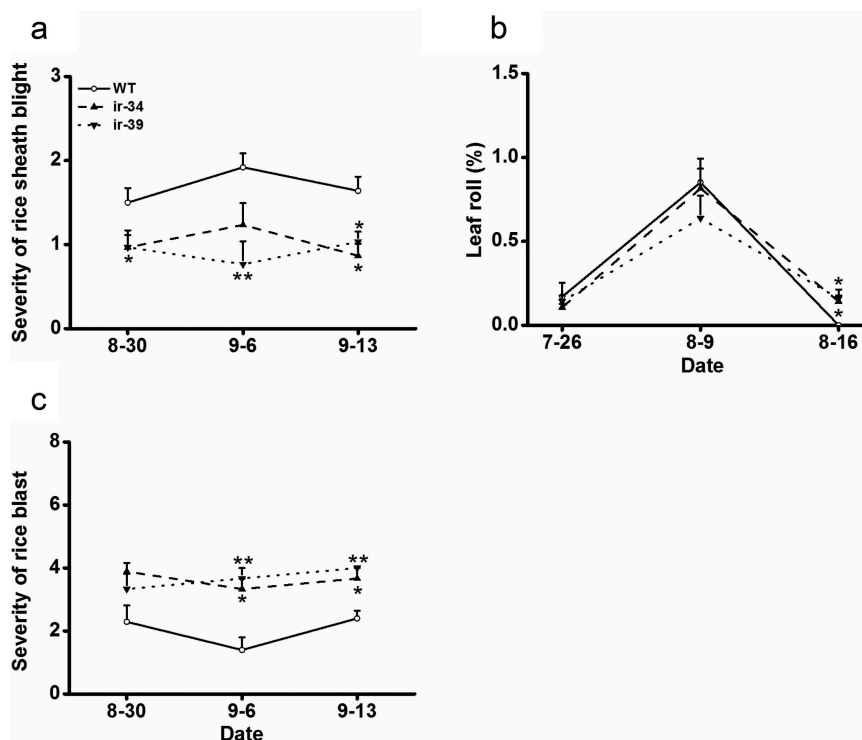 a
Severity of rice sheath blight
3
2
1
0
WT
ir-34
ir-39
*
**
*
*
8-30
9-6
9-13
b
Leaf roll (%)
1.5
1.0
0.5
0.0
*
*
7-26
8-9
8-16
Date
c
Severity of rice blast
8
6
4
2
0
**
**
*
*
8-30
9-6
9-13
Date